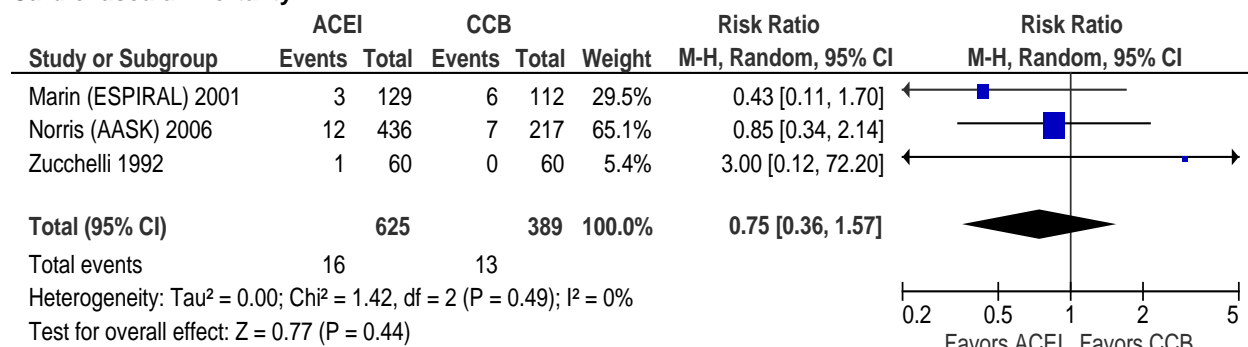 ACEI CCB Risk Ratio Risk Ratio
Study or Subgroup Events Total Events Total Weight M-H, Random, 95% CI M-H, Random, 95% CI
Marin (ESPIRAL) 2001 3 129 6 112 29.5% 0.43 [0.11, 1.70]
Norris (AASK) 2006 12 436 7 217 65.1% 0.85 [0.34, 2.14]
Zucchelli 1992 1 60 0 60 5.4% 3.00 [0.12, 72.20]
Total (95% CI) 625 389 100.0% 0.75 [0.36, 1.57]
Total events 16 13
Heterogeneity: Tau² = 0.00; Chi² = 1.42, df = 2 (P = 0.49); I² = 0%
Test for overall effect: Z = 0.77 (P = 0.44)
0.2 0.5 1 2 5
Favors ACEI Favors CCB